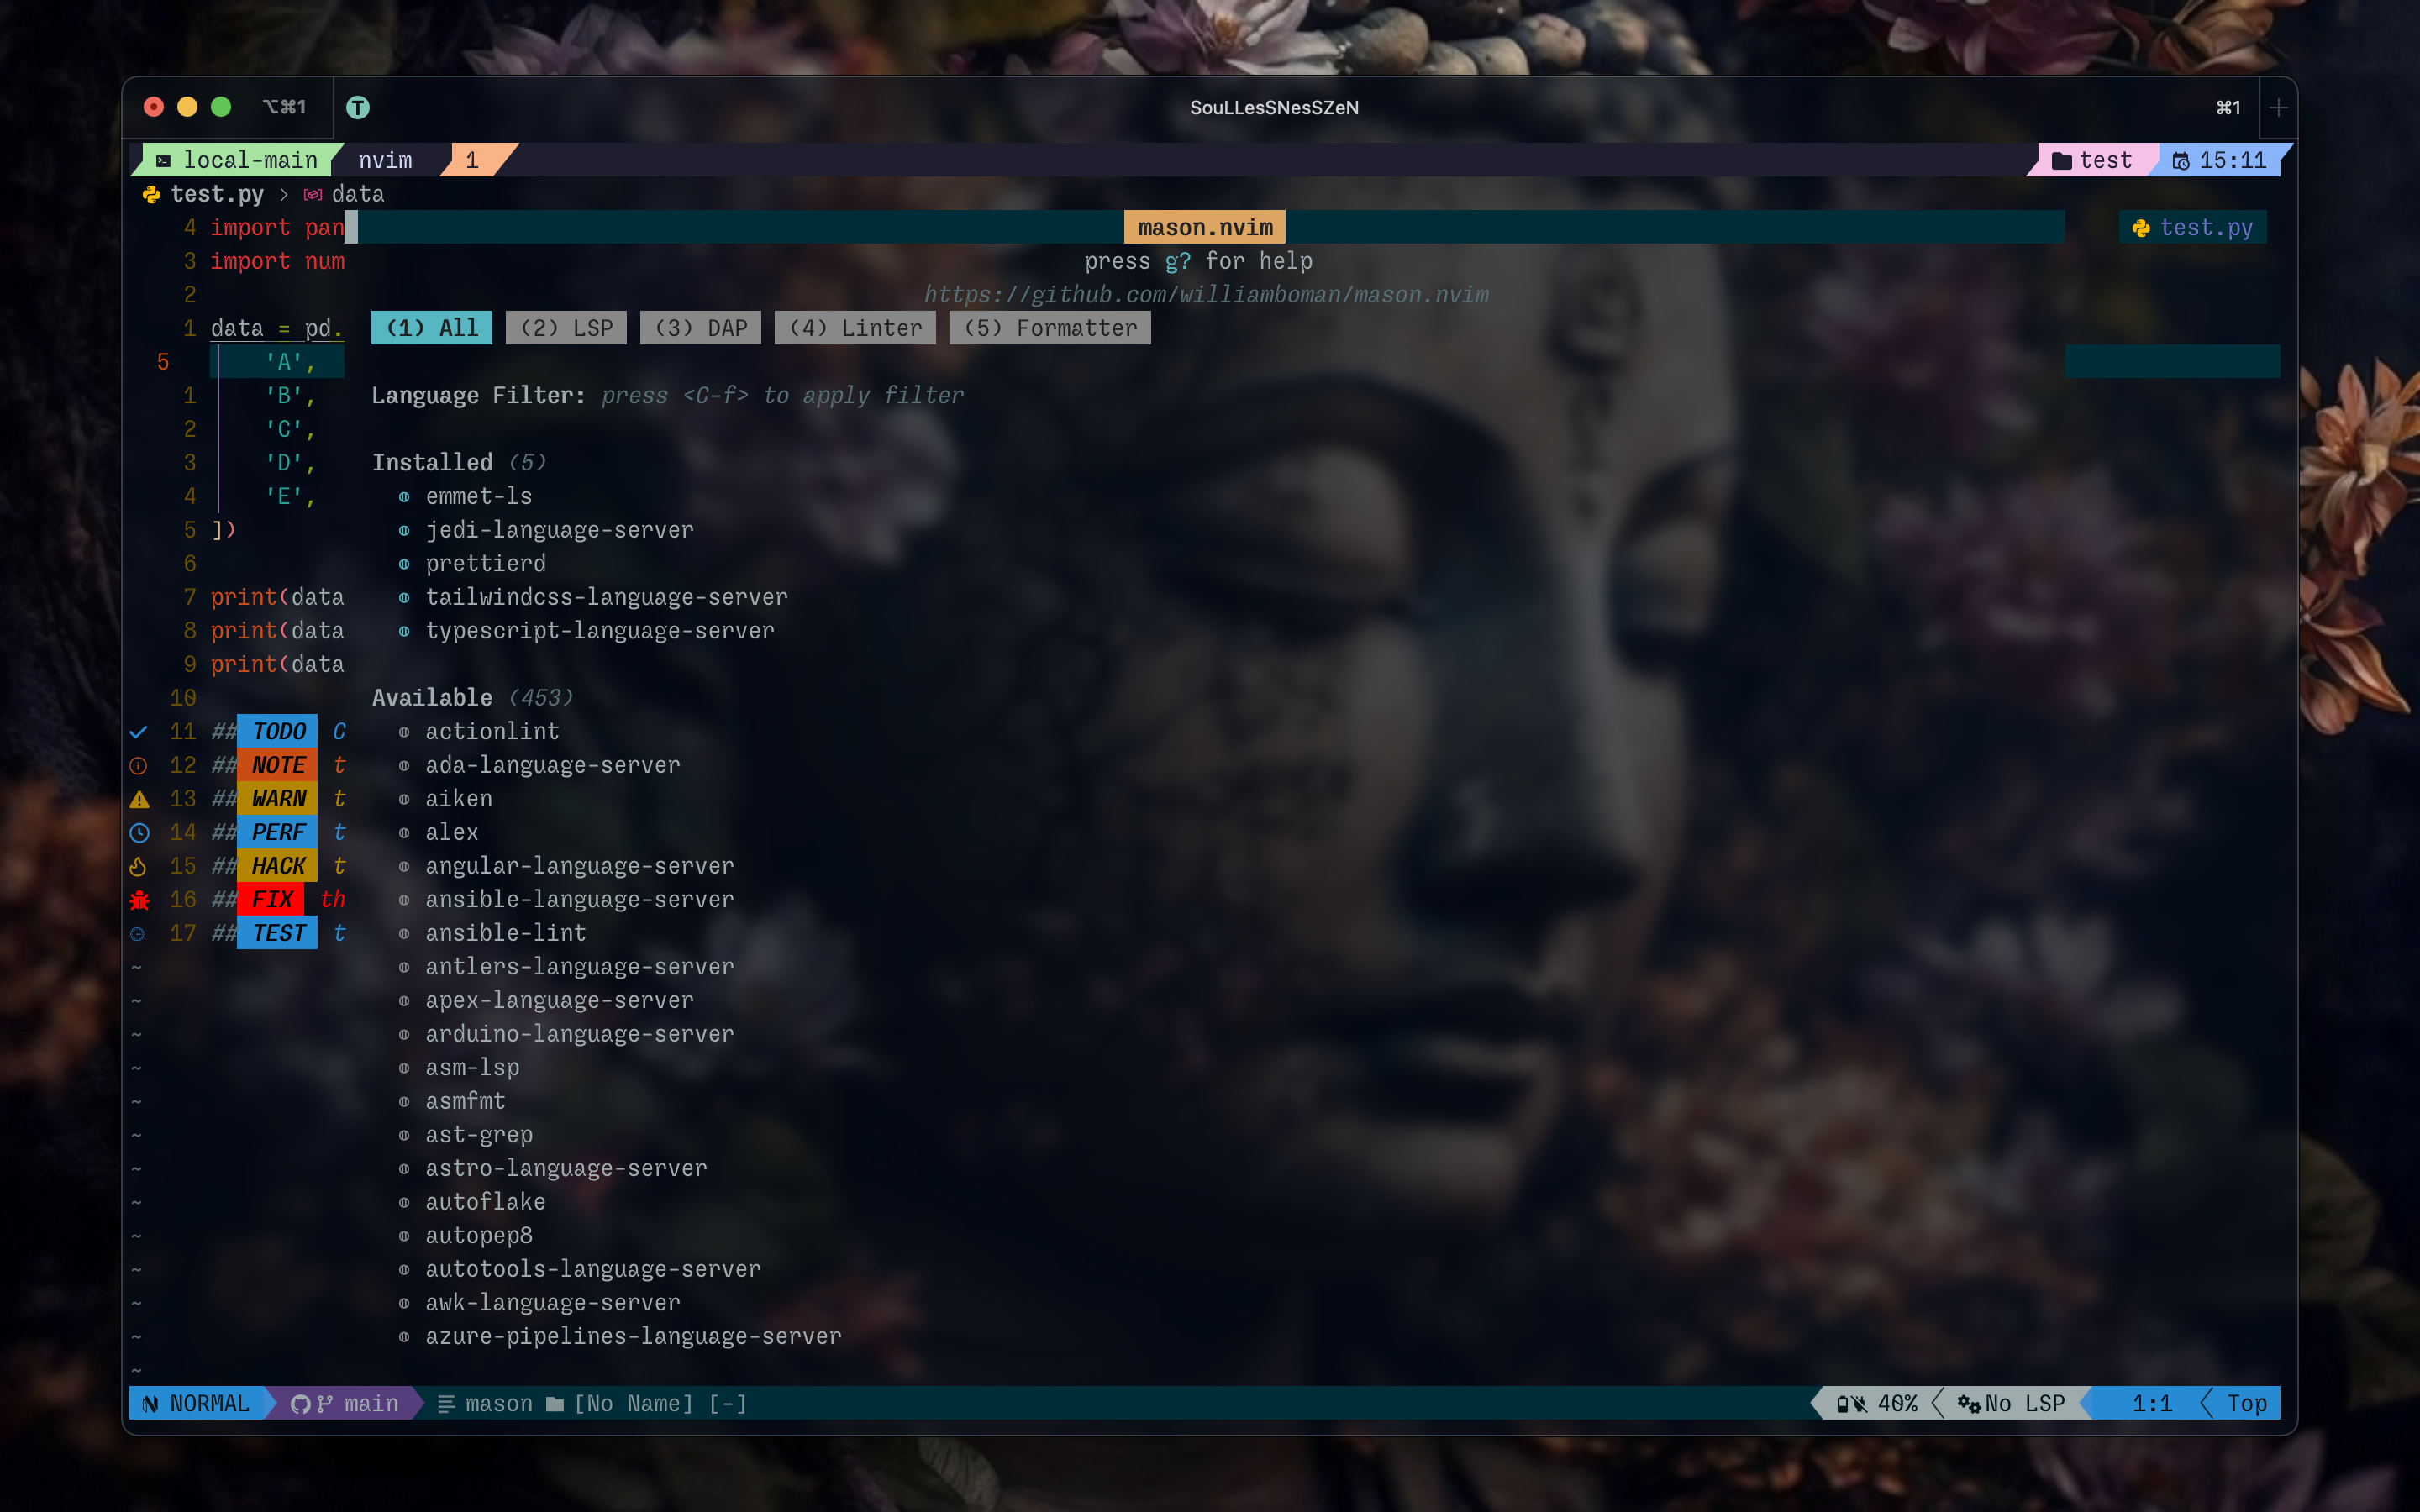 ⌥⌘1 T SouLLesSNesSZeN ⌘1
local-main nvim 1 test 15:11
test.py > data
4 import pan mason.nvim test.py
3 import num press g? for help
2 https://github.com/williamboman/mason.nvim
1 data = pd. (1) All (2) LSP (3) DAP (4) Linter (5) Formatter
5 'A',
1 'B', Language Filter: press <C-f> to apply filter
2 'C',
3 'D', Installed (5)
4 'E', emmet-ls
5 ]) jedi-language-server
6 prettierd
7 print(data tailwindcss-language-server
8 print(data typescript-language-server
9 print(data
10 Available (453)
11 ## TODO C actionlint
12 ## NOTE t ada-language-server
13 ## WARN t aiken
14 ## PERF t alex
15 ## HACK t angular-language-server
16 ## FIX th ansible-language-server
17 ## TEST t ansible-lint
~ antlers-language-server
~ apex-language-server
~ arduino-language-server
~ asm-lsp
~ asmfmt
~ ast-grep
~ astro-language-server
~ autoflake
~ autopep8
~ autotools-language-server
~ awk-language-server
~ azure-pipelines-language-server
~
NORMAL main mason [No Name] [-] 40% No LSP 1:1 Top